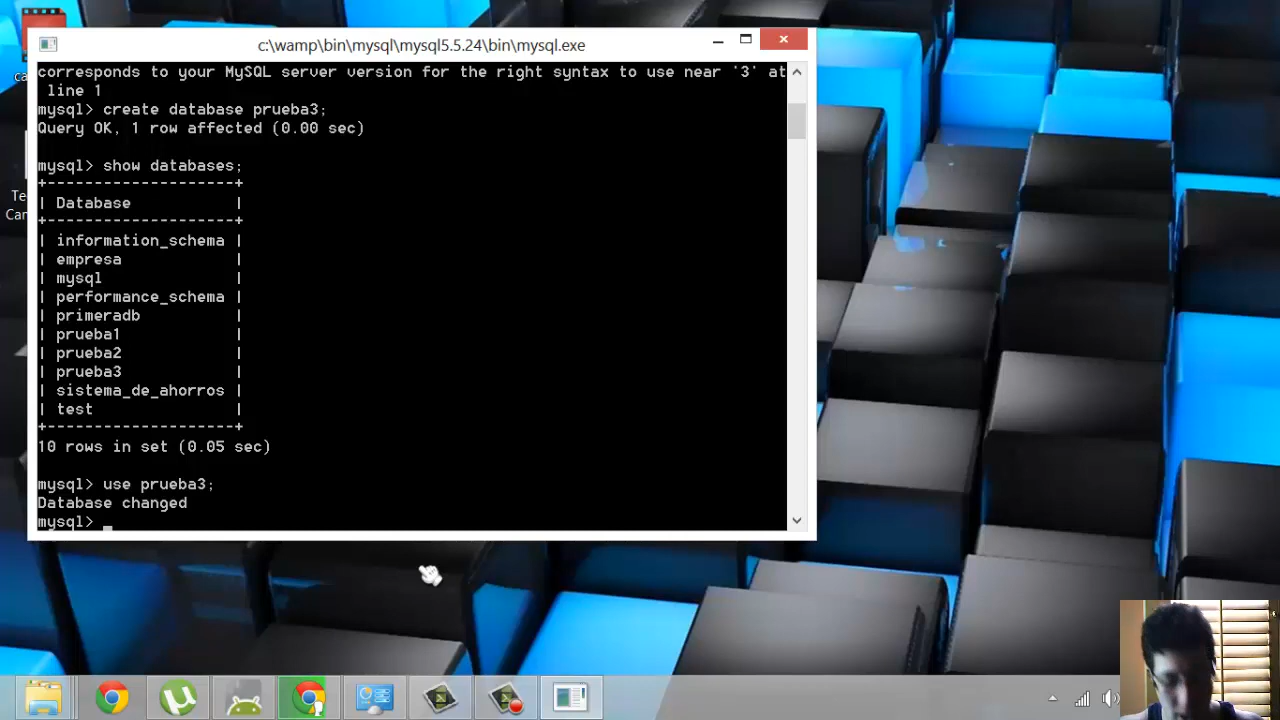 c:\wamp\bin\mysql\mysql5.5.24\bin\mysql.exe
corresponds to your MySQL server version for the right syntax to use near '3' at
line 1
mysql> create database prueba3;
Query OK, 1 row affected (0.00 sec)
mysql> show databases;
+--------------------+
| Database           |
+--------------------+
| information_schema |
| empresa            |
| mysql              |
| performance_schema |
| primeradb          |
| prueba1            |
| prueba2            |
| prueba3            |
| sistema_de_ahorros |
| test               |
+--------------------+
10 rows in set (0.05 sec)
mysql> use prueba3;
Database changed
mysql>